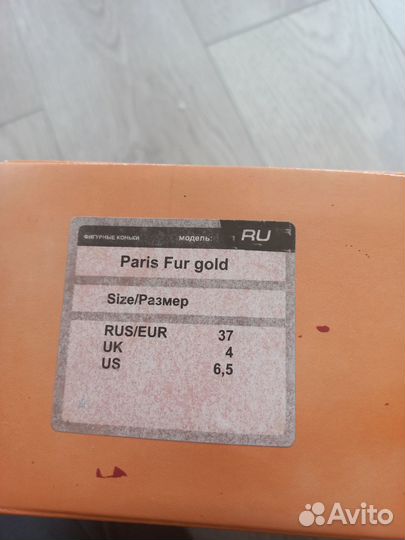 ФИГУРНЫЕ КОНЬКИ модель: RU
Paris Fur gold
Size/Размер
RUS/EUR 37
UK 4
US 6,5
Avito